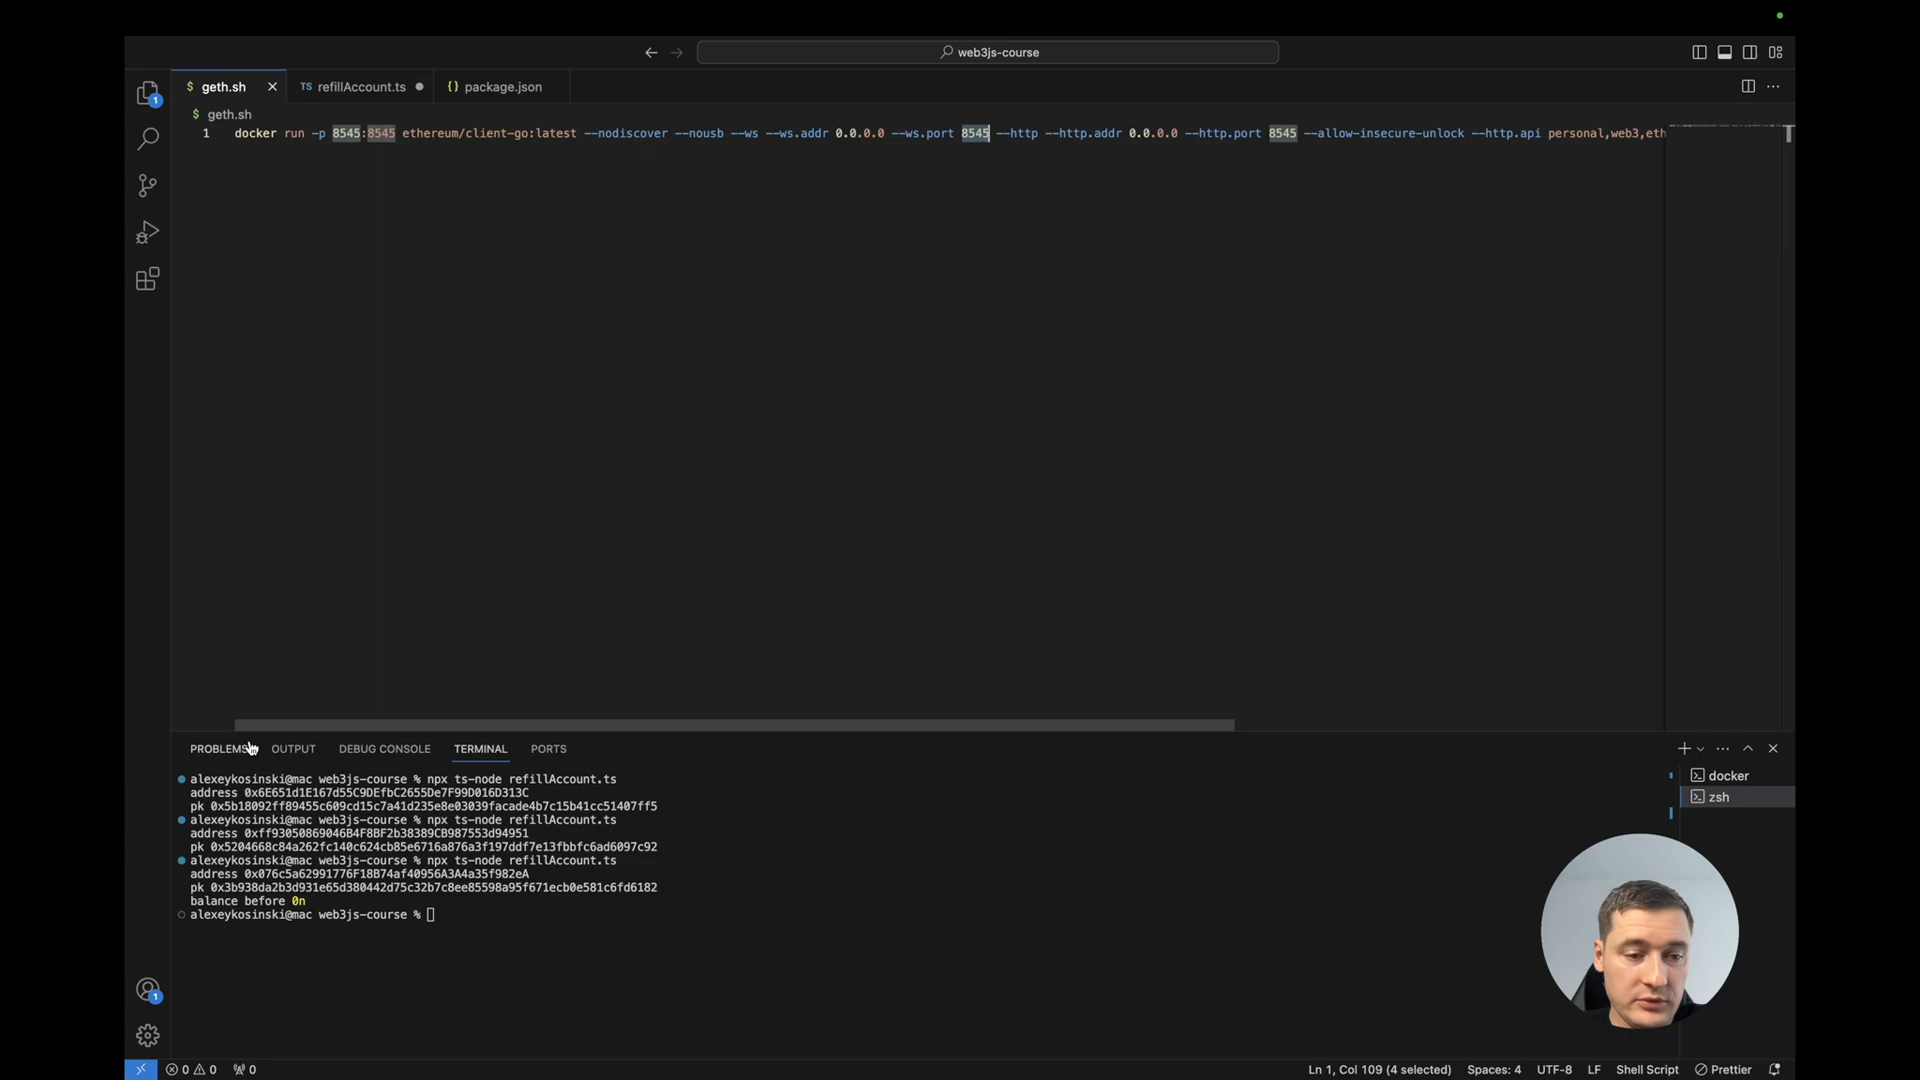 web3js-course
$ geth.sh
TS refillAccount.ts
{} package.json
$ geth.sh
1 docker run -p 8545:8545 ethereum/client-go:latest --nodiscover --nousb --ws --ws.addr 0.0.0.0 --ws.port 8545 --http --http.addr 0.0.0.0 --http.port 8545 --allow-insecure-unlock --http.api personal,web3,eth
PROBLEMS OUTPUT DEBUG CONSOLE TERMINAL PORTS
alexeykosinski@mac web3js-course % npx ts-node refillAccount.ts
address 0x6E651d1E167d55C9DEfbC2655De7F99D016D313C
pk 0x5b18092ff89455c609cd15c7a41d235e8e03039facade4b7c15b41cc51407ff5
alexeykosinski@mac web3js-course % npx ts-node refillAccount.ts
address 0xff93050869046B4F8BF2b38389CB987553d94951
pk 0x5204668c84a262fc140c624cb85e6716a876a3f197ddf7e13fbbfc6ad6097c92
alexeykosinski@mac web3js-course % npx ts-node refillAccount.ts
address 0x076c5a62991776F18B74af40956A3A4a35f982eA
pk 0x3b938da2b3d931e65d380442d75c32b7c8ee85598a95f671ecb0e581c6fd6182
balance before 0n
alexeykosinski@mac web3js-course %
docker
zsh
1
1
0 0 0
Ln 1, Col 109 (4 selected) Spaces: 4 UTF-8 LF Shell Script Prettier